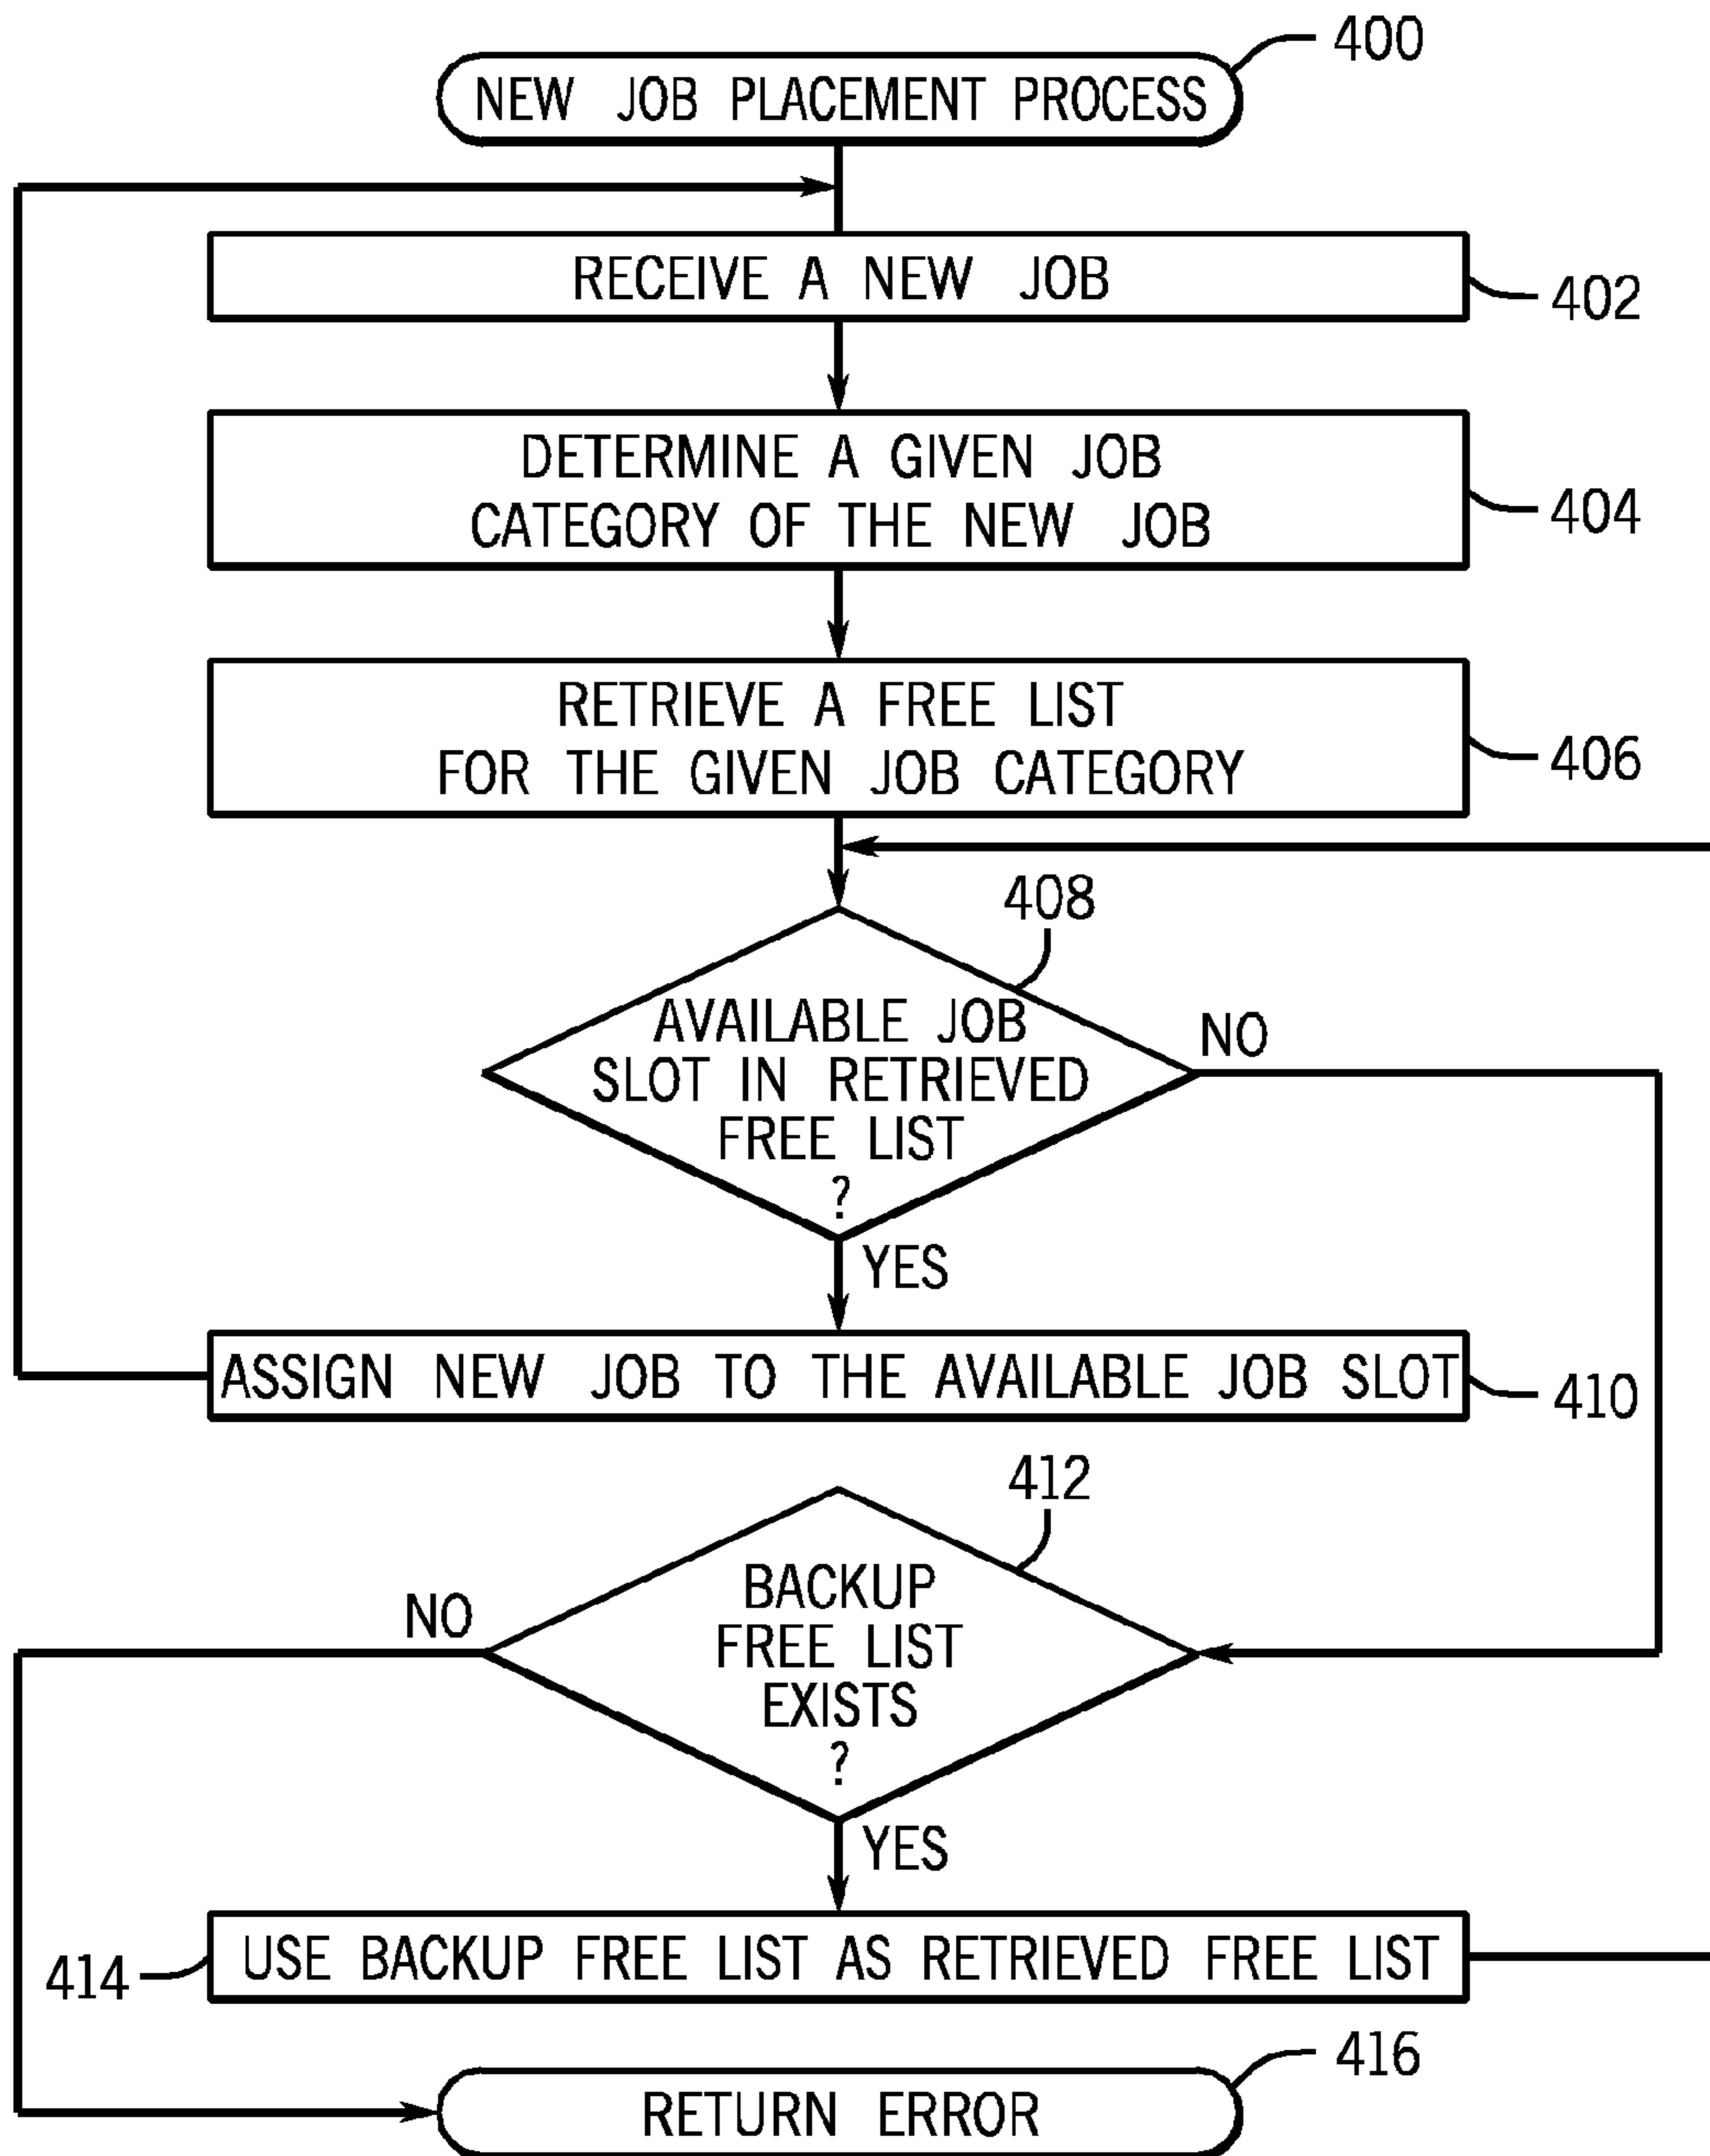 400
NEW JOB PLACEMENT PROCESS
RECEIVE A NEW JOB
402
DETERMINE A GIVEN JOB
CATEGORY OF THE NEW JOB
404
RETRIEVE A FREE LIST
FOR THE GIVEN JOB CATEGORY
406
408
AVAILABLE JOB
SLOT IN RETRIEVED
FREE LIST
?
NO
YES
ASSIGN NEW JOB TO THE AVAILABLE JOB SLOT
410
412
BACKUP
FREE LIST
EXISTS
?
NO
YES
USE BACKUP FREE LIST AS RETRIEVED FREE LIST
414
416
RETURN ERROR